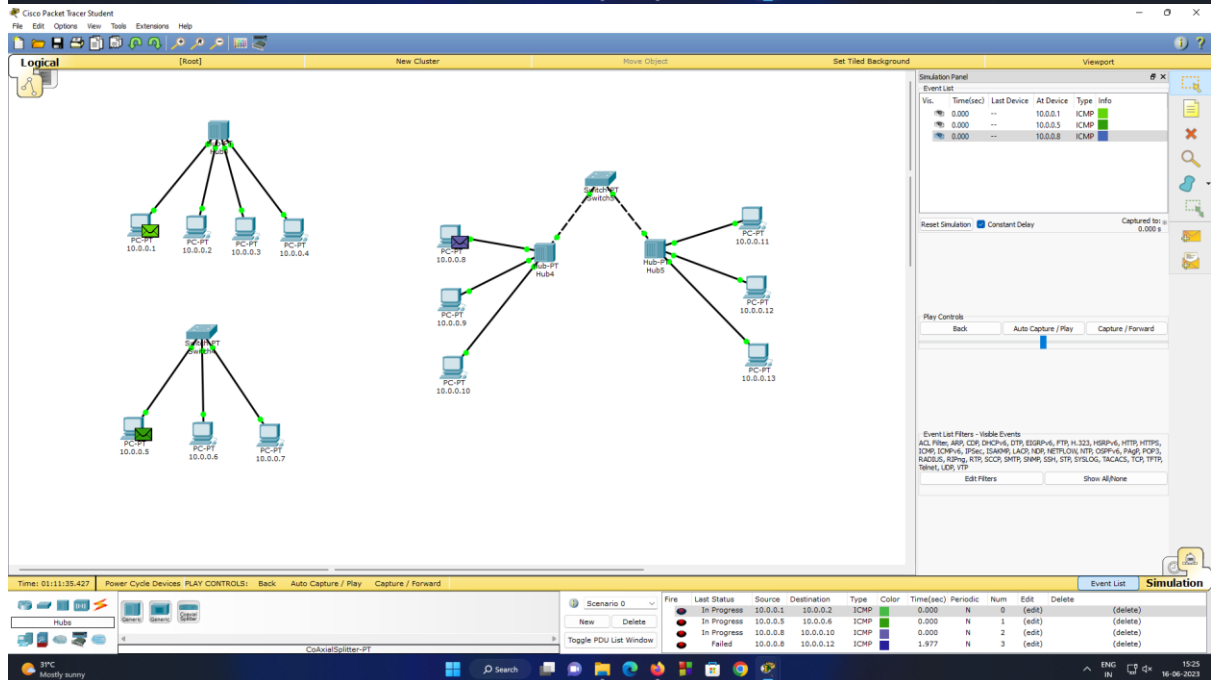 Cisco Packet Tracer Student
File Edit Options View Tools Extensions Help
Logical [Root] New Cluster Move Object Set Tiled Background Viewport
Simulation Panel
Event List
Vis. Time(sec) Last Device At Device Type Info
0.000 -- 10.0.0.1 ICMP
0.000 -- 10.0.0.5 ICMP
0.000 -- 10.0.0.8 ICMP
Reset Simulation Constant Delay Captured to:
0.000 s
Play Controls
Back Auto Capture / Play Capture / Forward
Event List Filters - Visible Events
ACL Filter, ARP, CDP, DHCPv6, DTP, EIGRPv6, FTP, H.323, HSRPv6, HTTP, HTTPS,
ICMP, ICMPv6, IPSec, ISAKMP, LACP, NDP, NETFLOW, NTP, OSPFv6, PAgP, POP3,
RADIUS, RIPng, RTP, SCCP, SMTP, SNMP, SSH, STP, SYSLOG, TACACS, TCP, TFTP,
Telnet, UDP, VTP
Edit Filters Show All/None
PC-PT
10.0.0.1
PC-PT
10.0.0.2
PC-PT
10.0.0.3
PC-PT
10.0.0.4
Switch-PT
Switch5
PC-PT
10.0.0.8
Hub-PT
Hub4
Hub-PT
Hub5
PC-PT
10.0.0.11
PC-PT
10.0.0.9
PC-PT
10.0.0.12
PC-PT
10.0.0.10
PC-PT
10.0.0.13
Switch-PT
PC-PT
10.0.0.5
PC-PT
10.0.0.6
PC-PT
10.0.0.7
Time: 01:11:35.427 Power Cycle Devices PLAY CONTROLS: Back Auto Capture / Play Capture / Forward Event List Simulation
Hubs
Generic Generic Coaxial Splitter
CoAxialSplitter-PT
Scenario 0
New Delete
Toggle PDU List Window
Fire Last Status Source Destination Type Color Time(sec) Periodic Num Edit Delete
In Progress 10.0.0.1 10.0.0.2 ICMP 0.000 N 0 (edit) (delete)
In Progress 10.0.0.5 10.0.0.6 ICMP 0.000 N 1 (edit) (delete)
In Progress 10.0.0.8 10.0.0.10 ICMP 0.000 N 2 (edit) (delete)
Failed 10.0.0.8 10.0.0.12 ICMP 1.977 N 3 (edit) (delete)
31°C
Mostly sunny
Search
ENG
IN
15:25
16-06-2023